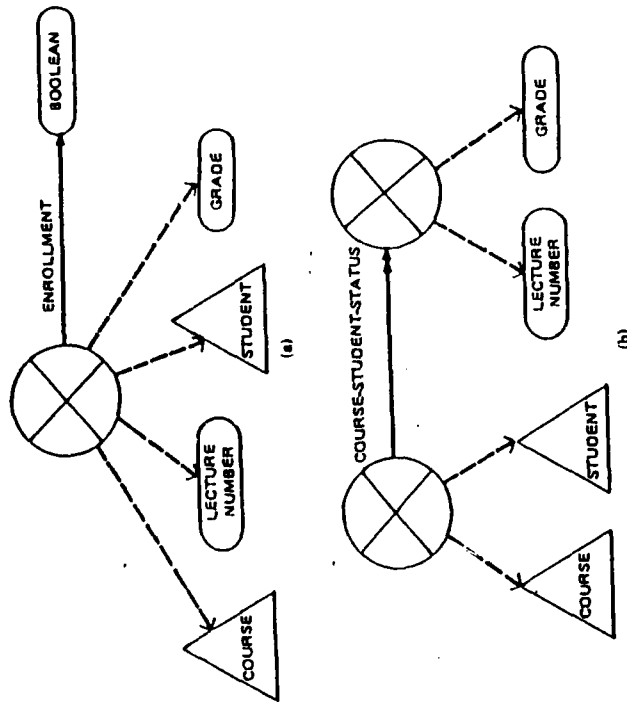 ENROLLMENT
BOOLEAN
COURSE
LECTURE
NUMBER
STUDENT
GRADE
(a)
COURSE-STUDENT-STATUS
COURSE
STUDENT
LECTURE
NUMBER
GRADE
(b)